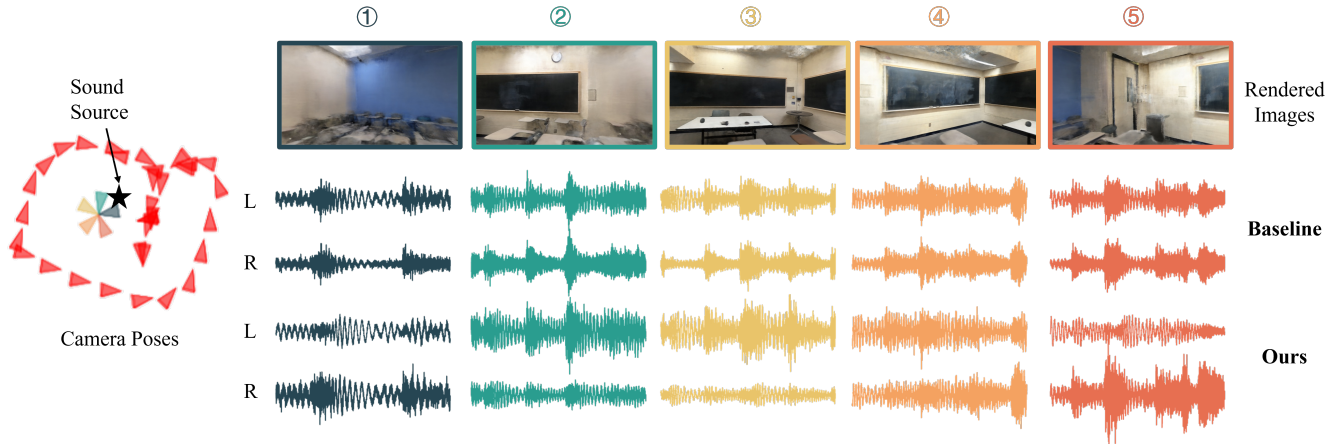 ① ② ③ ④ ⑤
Sound
Source
Rendered
Images
L
Baseline
R
Camera Poses
L
Ours
R